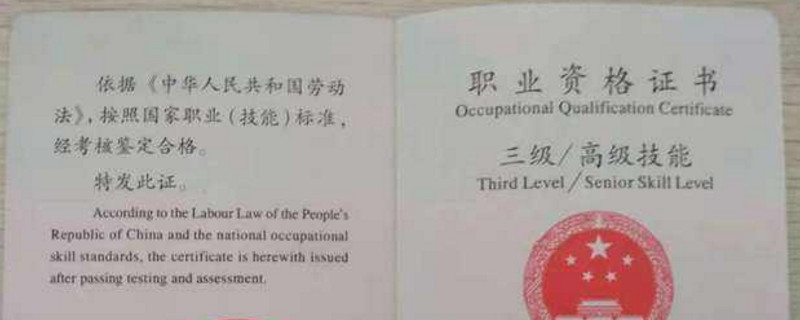 依据《中华人民共和国劳动
法》，按照国家职业（技能）标准，
经考核鉴定合格。
特发此证。
According to the Labour Law of the People's
Republic of China and the national occupational
skill standards, the certificate is herewith issued
after passing testing and assessment.
职业资格证书
Occupational Qualification Certificate
三级/高级技能
Third Level/Senior Skill Level